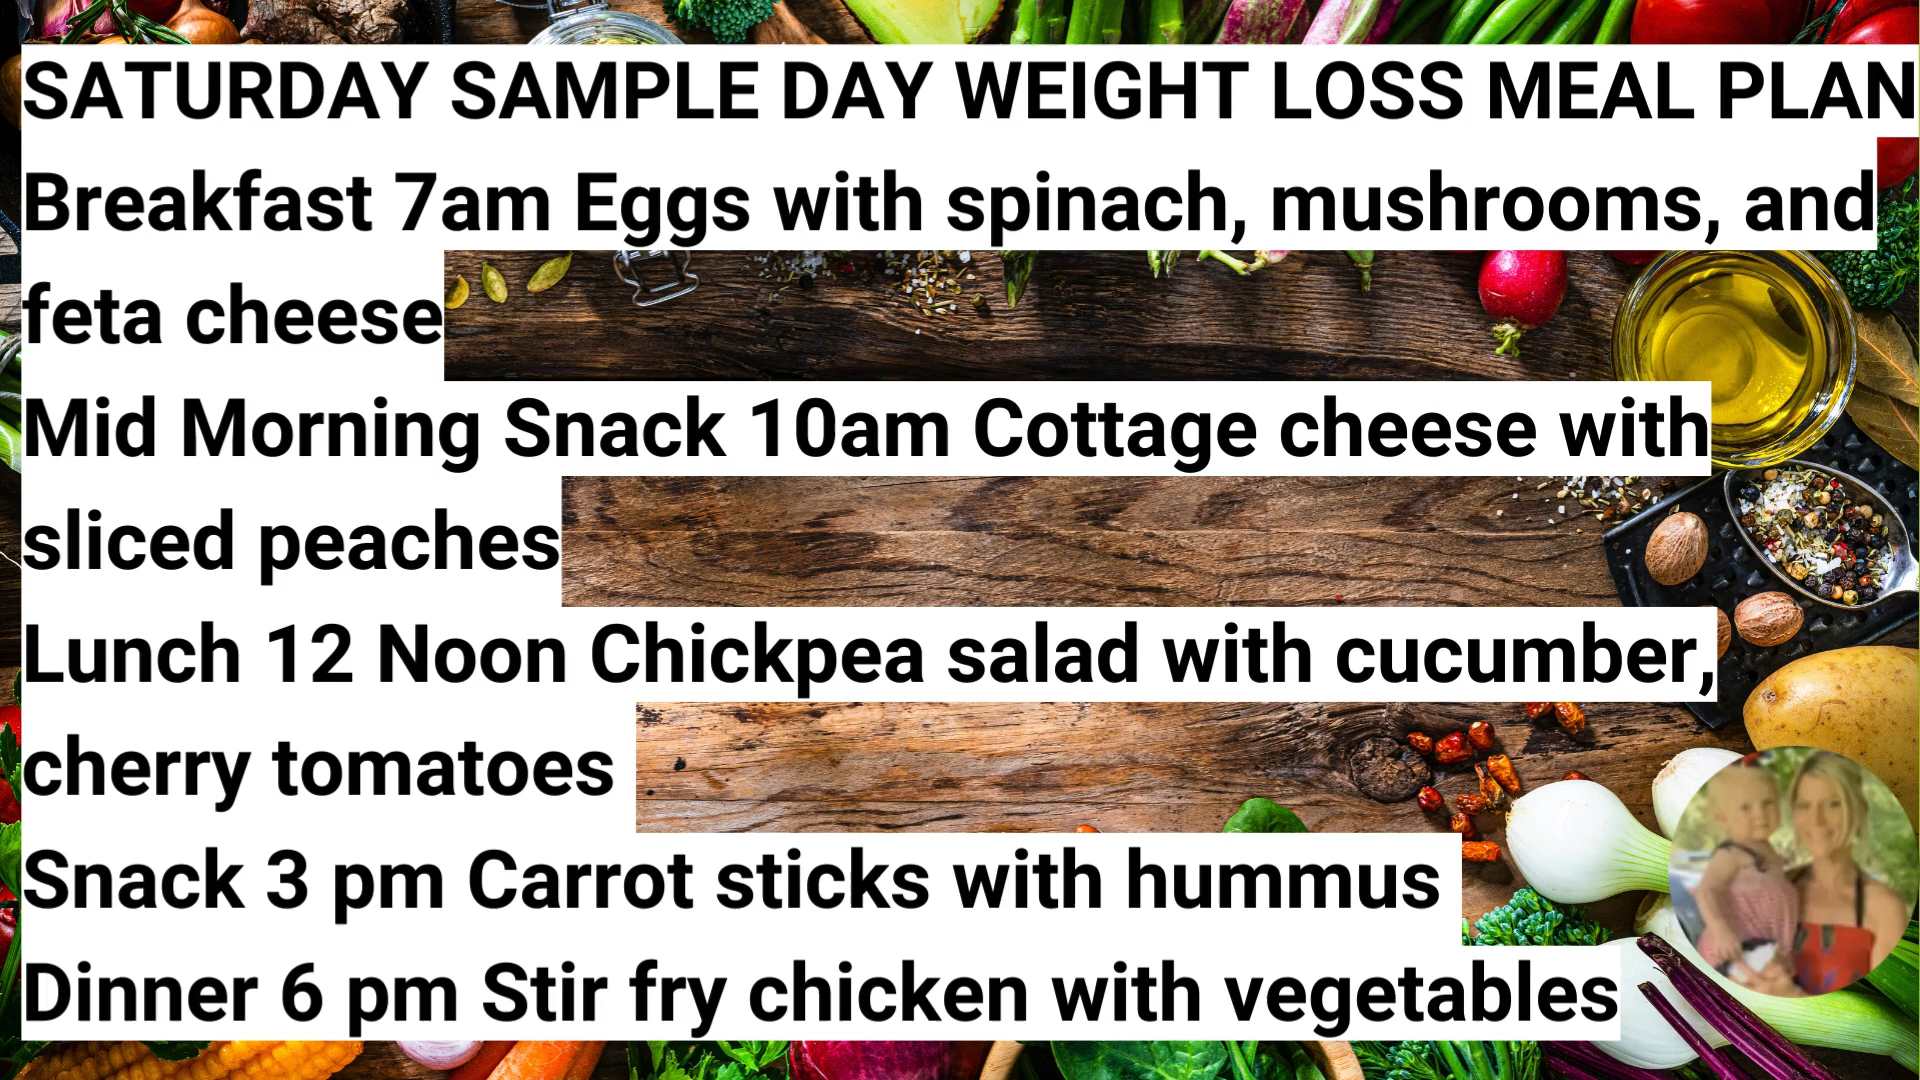 SATURDAY SAMPLE DAY WEIGHT LOSS MEAL PLAN
Breakfast 7am Eggs with spinach, mushrooms, and
feta cheese
Mid Morning Snack 10am Cottage cheese with
sliced peaches
Lunch 12 Noon Chickpea salad with cucumber,
cherry tomatoes
Snack 3 pm Carrot sticks with hummus
Dinner 6 pm Stir fry chicken with vegetables